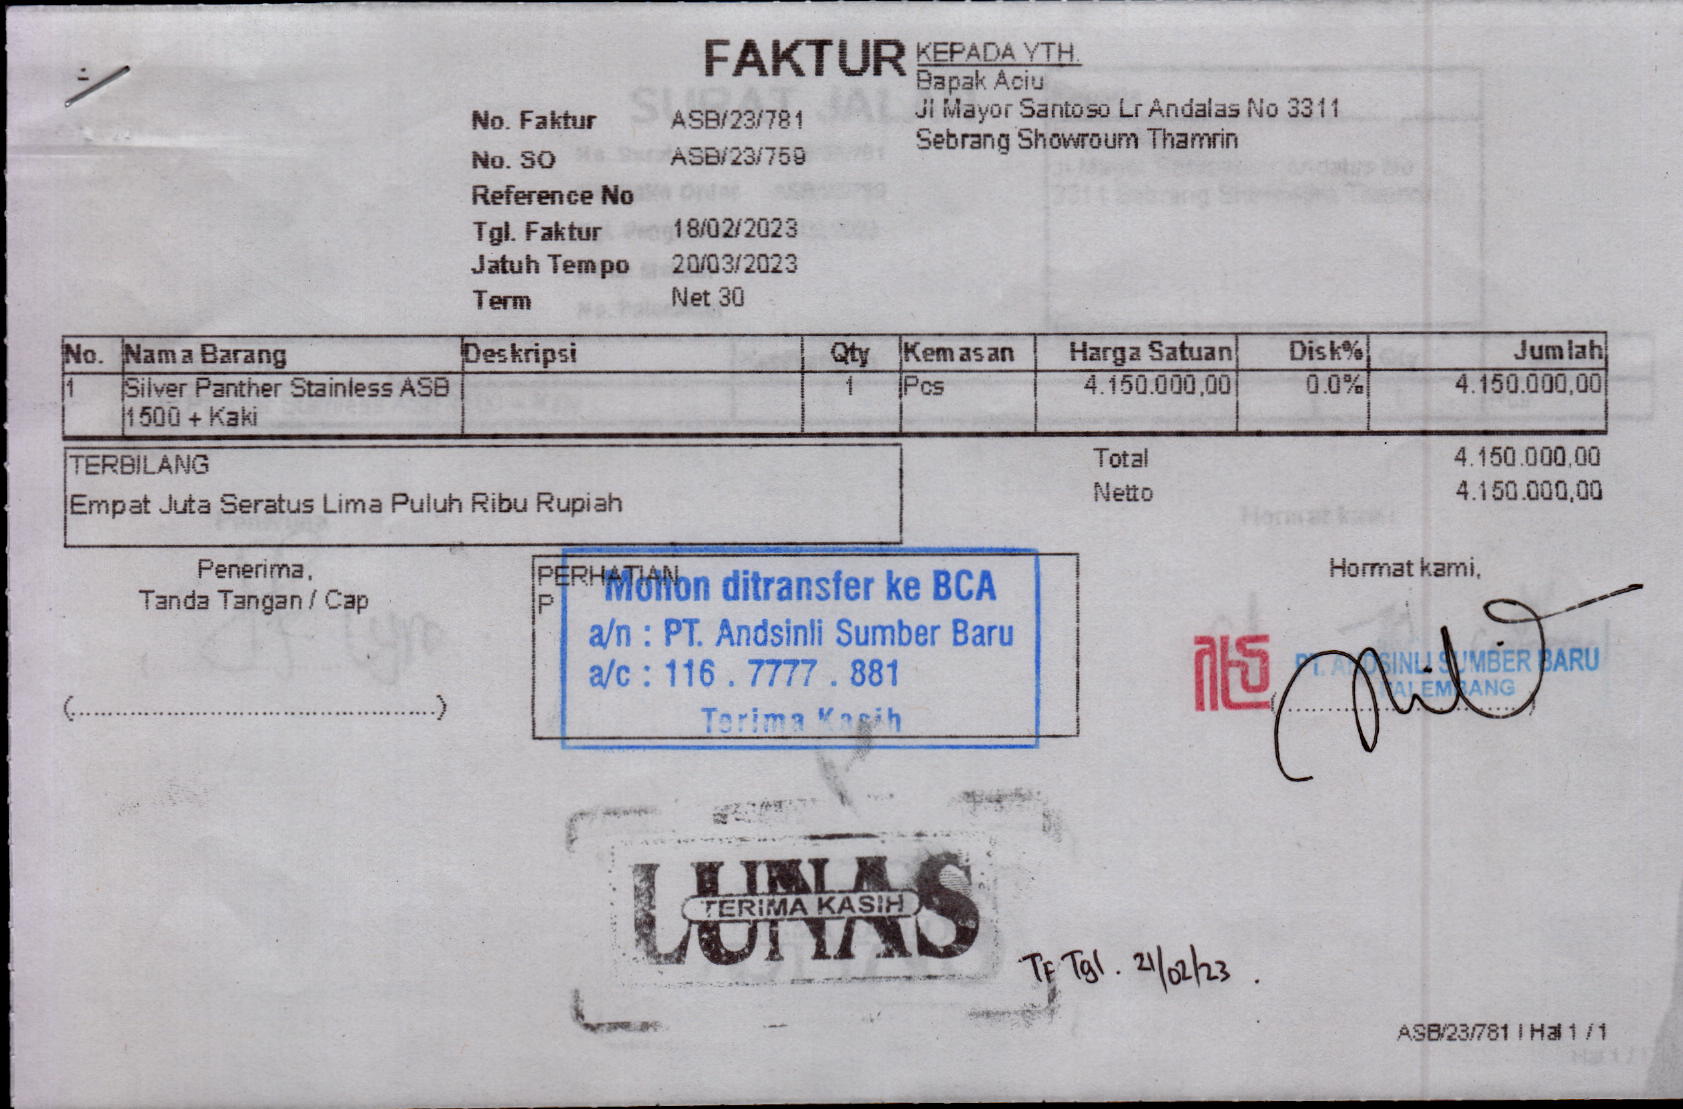 FAKTUR
KEPADA YTH.
Bapak Aciu
Jl Mayor Santoso Lr Andalas No 3311
Sebrang Showroum Thamrin
No. Faktur ASB/23/781
No. SO ASB/23/759
Reference No
Tgl. Faktur 18/02/2023
Jatuh Tempo 20/03/2023
Term Net 30
No. Nama Barang Deskripsi Qty Kemasan Harga Satuan Disk% Jumlah
1 Silver Panther Stainless ASB 1 Pcs 4.150.000,00 0.0% 4.150.000,00
1500 + Kaki
TERBILANG
Empat Juta Seratus Lima Puluh Ribu Rupiah
Total 4.150.000,00
Netto 4.150.000,00
Penerima,
Tanda Tangan / Cap
(................................................)
PERHATIAN
P
Mohon ditransfer ke BCA
a/n : PT. Andsinli Sumber Baru
a/c : 116 . 7777 . 881
Terima Kasih
Hormat kami,
PT. ANDSINLI SUMBER BARU
PALEMBANG
LUNAS
TERIMA KASIH
TF Tgl . 21/02/23 .
ASB/23/781 | Hal 1 / 1